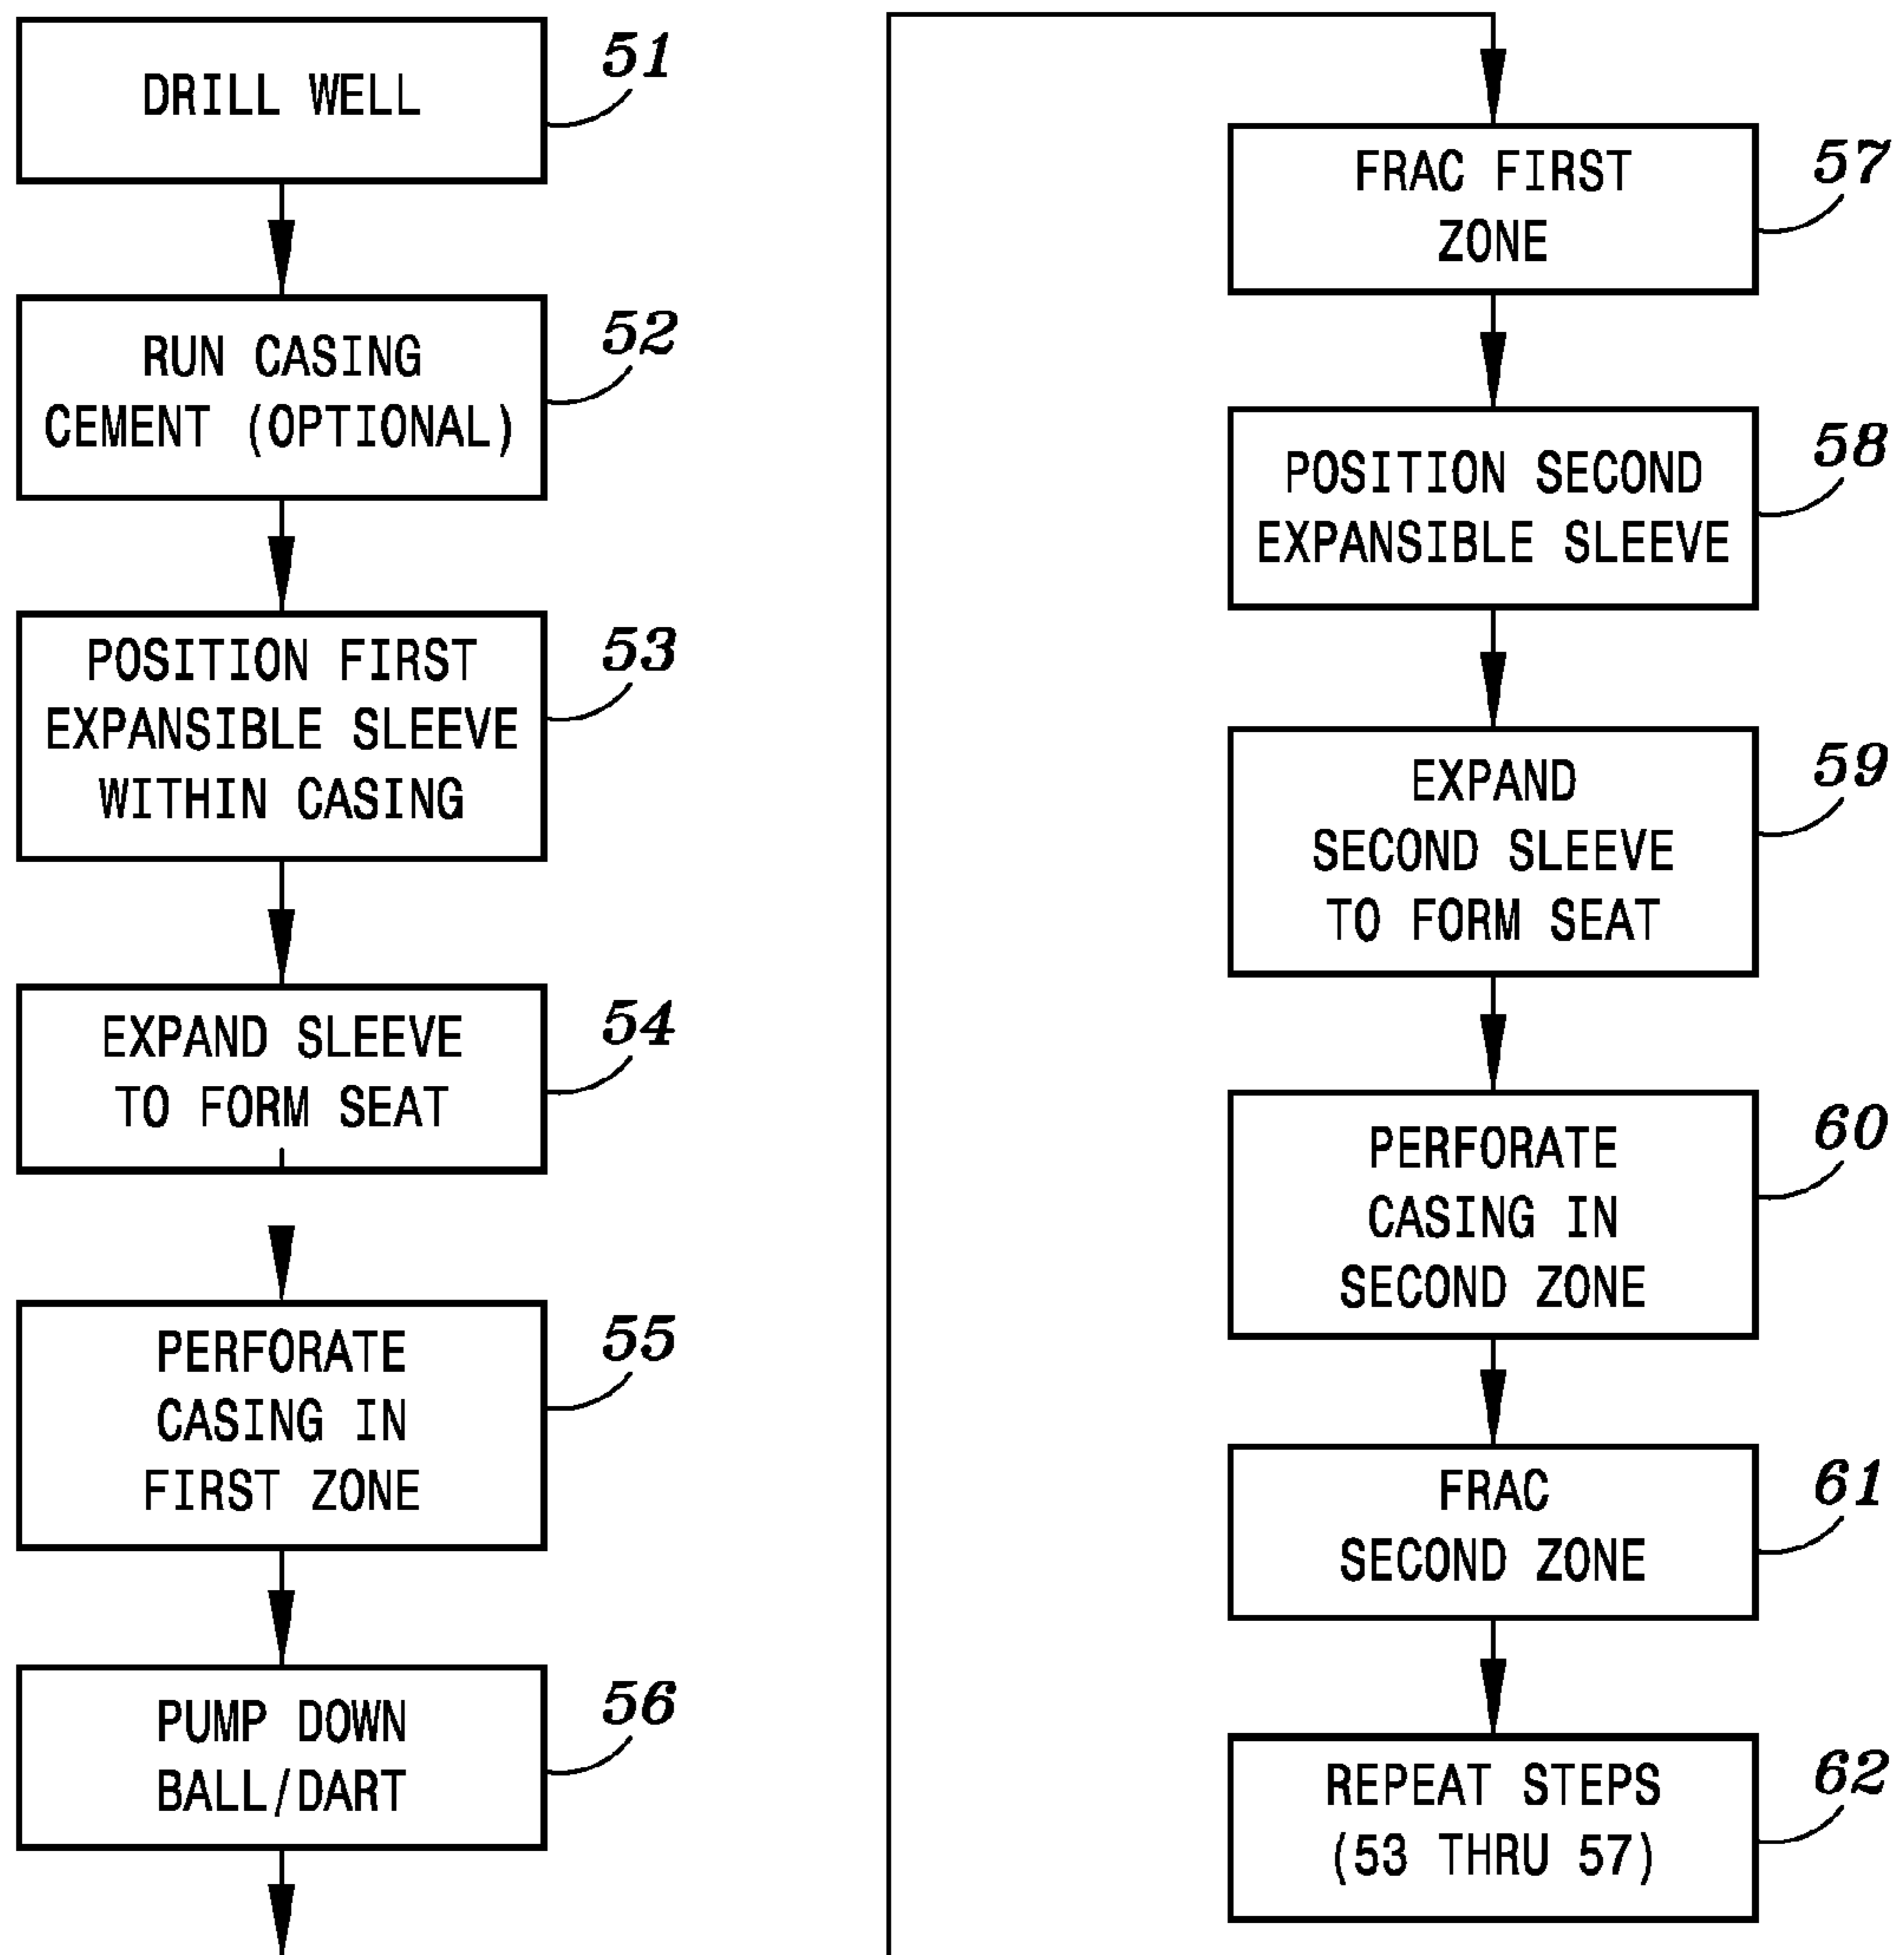 DRILL WELL
51
RUN CASING
CEMENT (OPTIONAL)
52
POSITION FIRST
EXPANSIBLE SLEEVE
WITHIN CASING
53
EXPAND SLEEVE
TO FORM SEAT
54
PERFORATE
CASING IN
FIRST ZONE
55
PUMP DOWN
BALL/DART
56
FRAC FIRST
ZONE
57
POSITION SECOND
EXPANSIBLE SLEEVE
58
EXPAND
SECOND SLEEVE
TO FORM SEAT
59
PERFORATE
CASING IN
SECOND ZONE
60
FRAC
SECOND ZONE
61
REPEAT STEPS
(53 THRU 57)
62